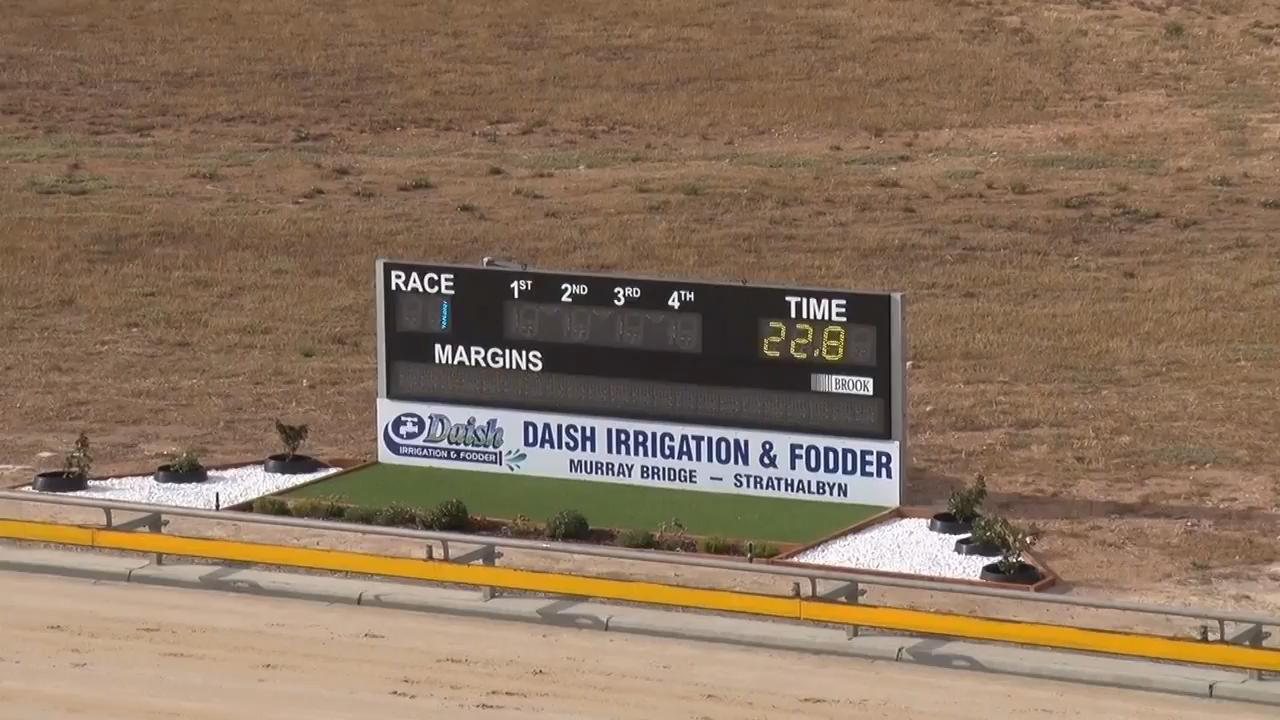 RACE 1ST 2ND 3RD 4TH TIME
1 22.8
MARGINS
BROOK
Daish
IRRIGATION & FODDER
DAISH IRRIGATION & FODDER
MURRAY BRIDGE — STRATHALBYN